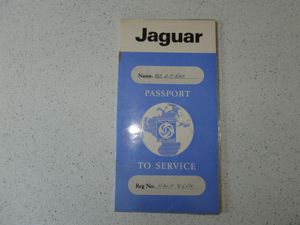 Jaguar
Name.
PASSPORT
TO SERVICE
Reg No.